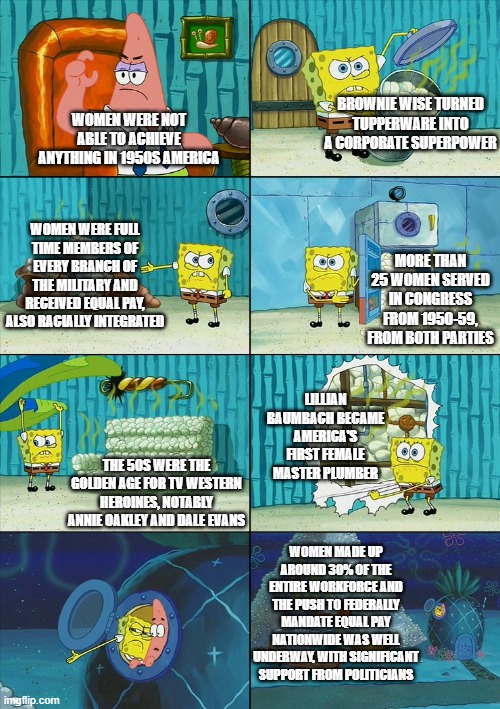 WOMEN WERE NOT
ABLE TO ACHIEVE
ANYTHING IN 1950S AMERICA
BROWNIE WISE TURNED
TUPPERWARE INTO
A CORPORATE SUPERPOWER
WOMEN WERE FULL
TIME MEMBERS OF
EVERY BRANCH OF
THE MILITARY AND
RECEIVED EQUAL PAY,
ALSO RACIALLY INTEGRATED
MORE THAN
25 WOMEN SERVED
IN CONGRESS
FROM 1950-59,
FROM BOTH PARTIES
THE 50S WERE THE
GOLDEN AGE FOR TV WESTERN
HEROINES, NOTABLY
ANNIE OAKLEY AND DALE EVANS
LILLIAN
BAUMBACH BECAME
AMERICA'S
FIRST FEMALE
MASTER PLUMBER
WOMEN MADE UP
AROUND 30% OF THE
ENTIRE WORKFORCE AND
THE PUSH TO FEDERALLY
MANDATE EQUAL PAY
NATIONWIDE WAS WELL
UNDERWAY, WITH SIGNIFICANT
SUPPORT FROM POLITICIANS
imgflip.com